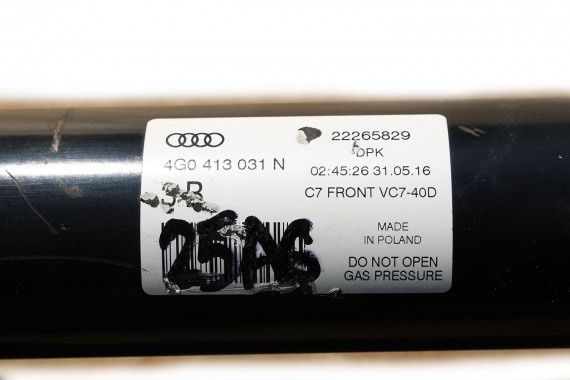 22265829
4G0 413 031 N
DPK
02:45:26 31.05.16
B
C7 FRONT VC7-40D
MADE
IN POLAND
DO NOT OPEN
GAS PRESSURE